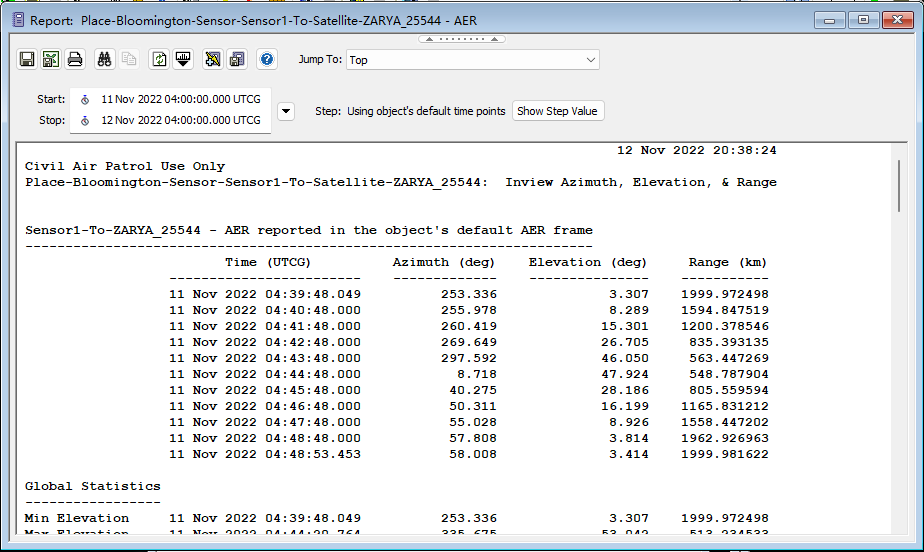 Report: Place-Bloomington-Sensor-Sensor1-To-Satellite-ZARYA_25544 - AER
Jump To: Top
Start: 11 Nov 2022 04:00:00.000 UTCG
Stop: 12 Nov 2022 04:00:00.000 UTCG
Step: Using object's default time points Show Step Value
12 Nov 2022 20:38:24
Civil Air Patrol Use Only
Place-Bloomington-Sensor-Sensor1-To-Satellite-ZARYA_25544: Inview Azimuth, Elevation, & Range
Sensor1-To-ZARYA_25544 - AER reported in the object's default AER frame
Time (UTCG) Azimuth (deg) Elevation (deg) Range (km)
11 Nov 2022 04:39:48.049 253.336 3.307 1999.972498
11 Nov 2022 04:40:48.000 255.978 8.289 1594.847519
11 Nov 2022 04:41:48.000 260.419 15.301 1200.378546
11 Nov 2022 04:42:48.000 269.649 26.705 835.393135
11 Nov 2022 04:43:48.000 297.592 46.050 563.447269
11 Nov 2022 04:44:48.000 8.718 47.924 548.787904
11 Nov 2022 04:45:48.000 40.275 28.186 805.559594
11 Nov 2022 04:46:48.000 50.311 16.199 1165.831212
11 Nov 2022 04:47:48.000 55.028 8.926 1558.447202
11 Nov 2022 04:48:48.000 57.808 3.814 1962.926963
11 Nov 2022 04:48:53.453 58.008 3.414 1999.981622
Global Statistics
Min Elevation 11 Nov 2022 04:39:48.049 253.336 3.307 1999.972498
Max Elevation 11 Nov 2022